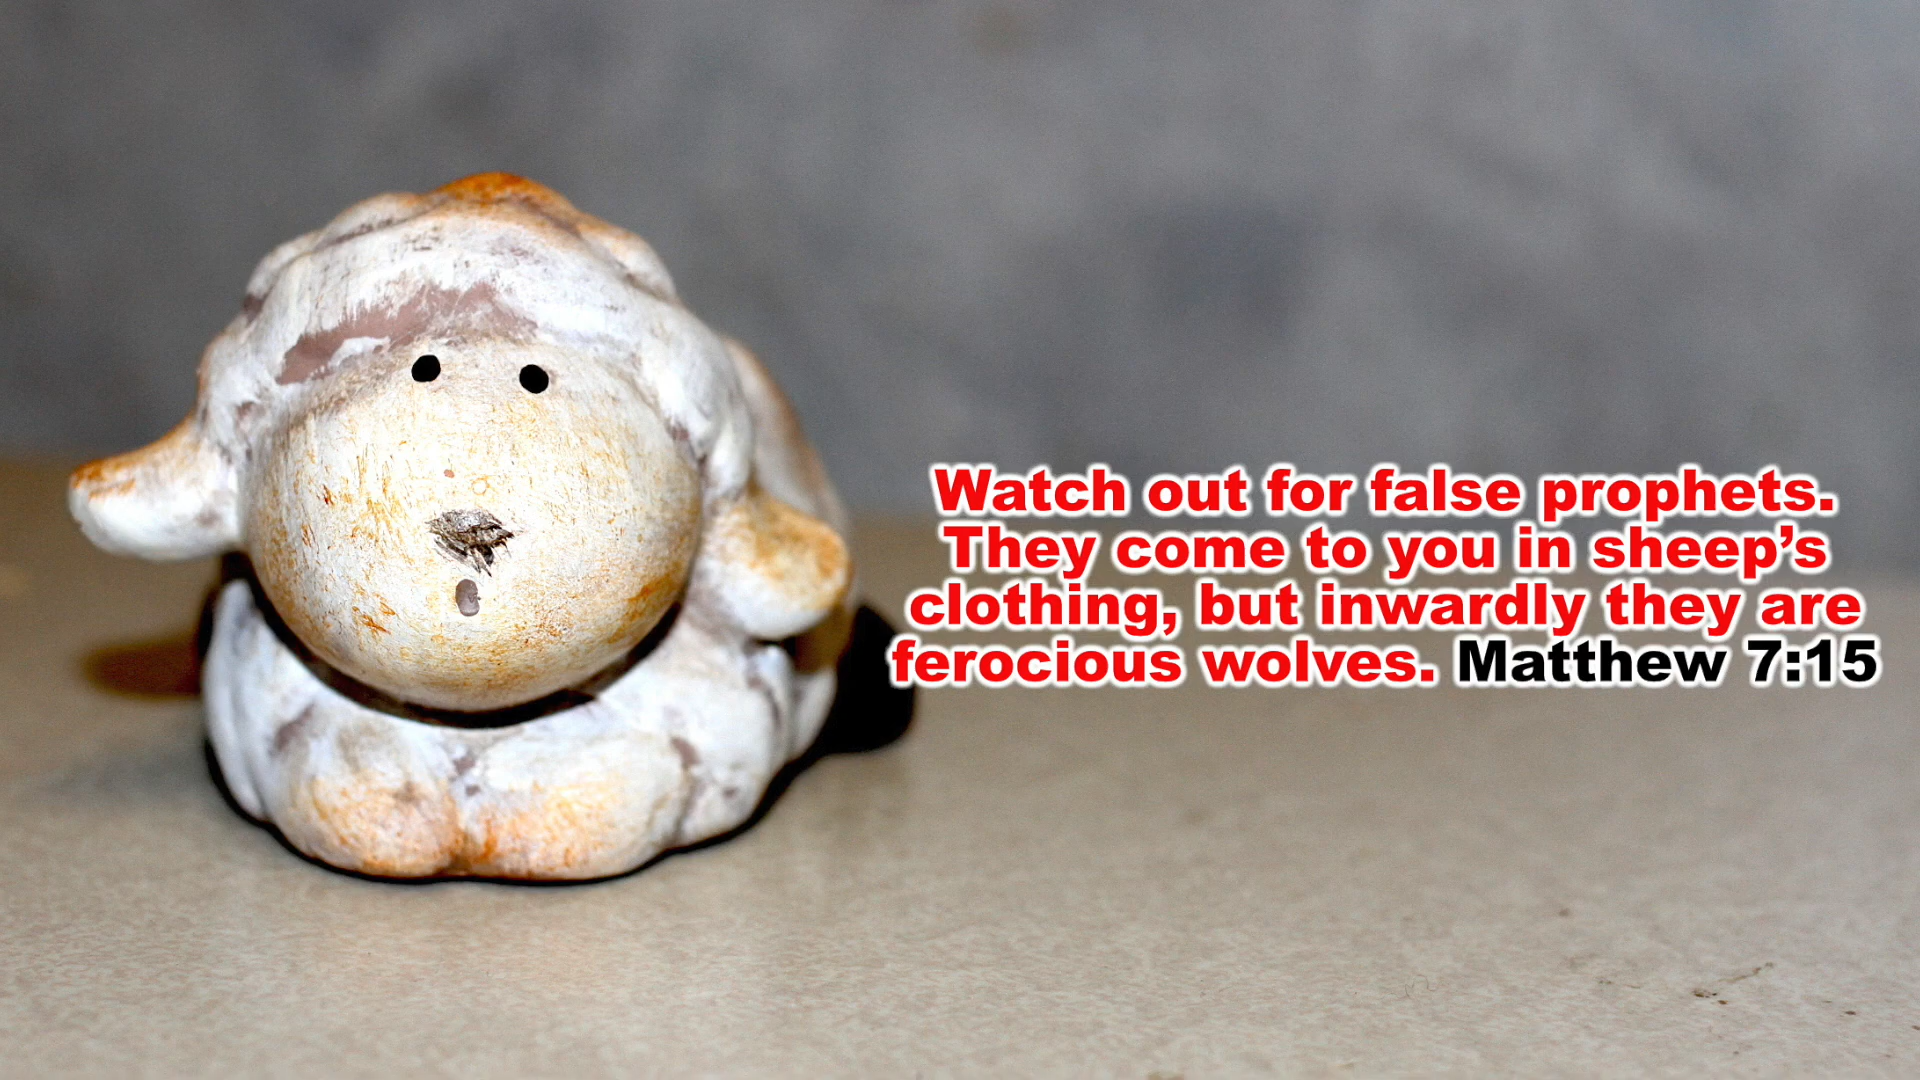 Watch out for false prophets.
They come to you in sheep’s
clothing, but inwardly they are
ferocious wolves. Matthew 7:15